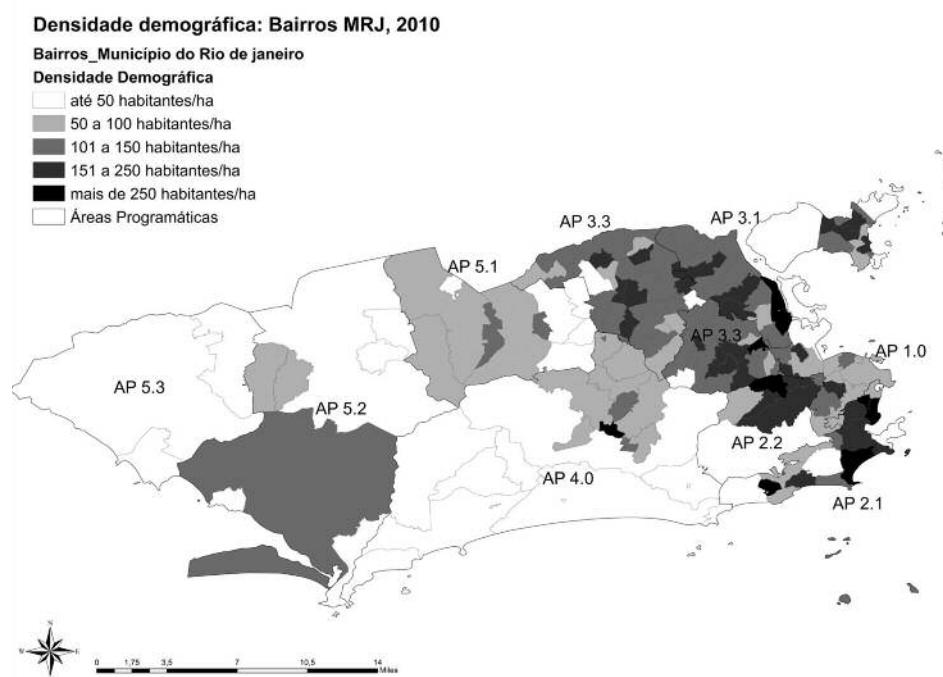 Densidade demográfica: Bairros MRJ, 2010
Bairros_Município do Rio de janeiro
Densidade Demográfica
até 50 habitantes/ha
50 a 100 habitantes/ha
101 a 150 habitantes/ha
151 a 250 habitantes/ha
mais de 250 habitantes/ha
Áreas Programáticas
AP 3.3
AP 3.1
AP 5.1
AP 3.3
AP 1.0
AP 5.3
AP 5.2
AP 2.2
AP 4.0
AP 2.1
N
W
E
S
0 1,75 3,5 7 10,5 14
Miles